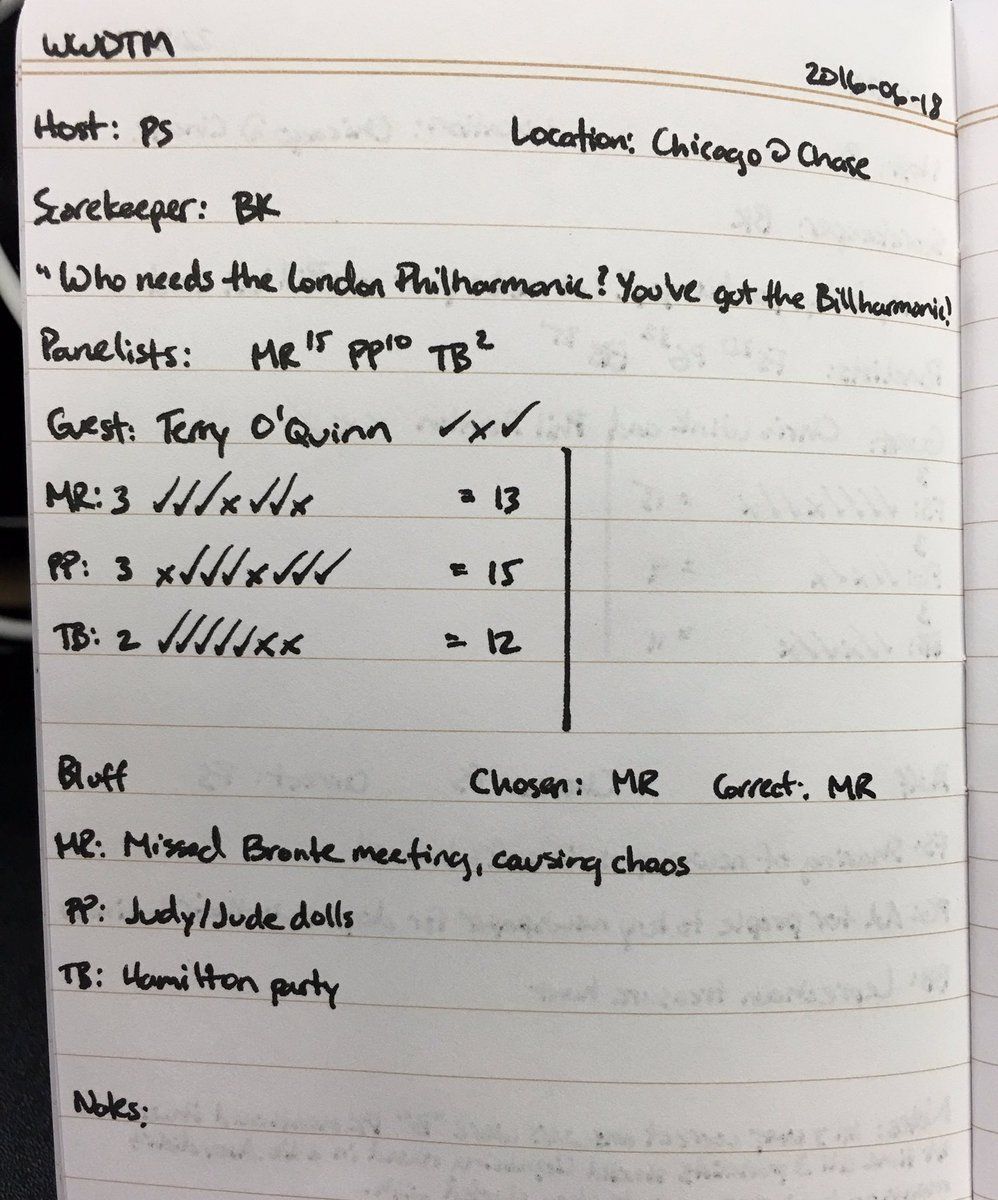 WWDTM
2016-06-18
Host: PS Location: Chicago @ Chase
Scorekeeper: BK
"Who needs the London Philharmonic? You've got the Billharmonic!
Panelists: MR 15 PP 10 TB 2
Guest: Terry O'Quinn ✓x✓
MR: 3 ✓✓✓x✓✓x = 13
PP: 3 x✓✓✓x✓✓✓ = 15
TB: 2 ✓✓✓✓✓xx = 12
Bluff Chosen: MR Correct: MR
MR: Missed Bronte meeting, causing chaos
PP: Judy/Jude dolls
TB: Hamilton party
Notes: